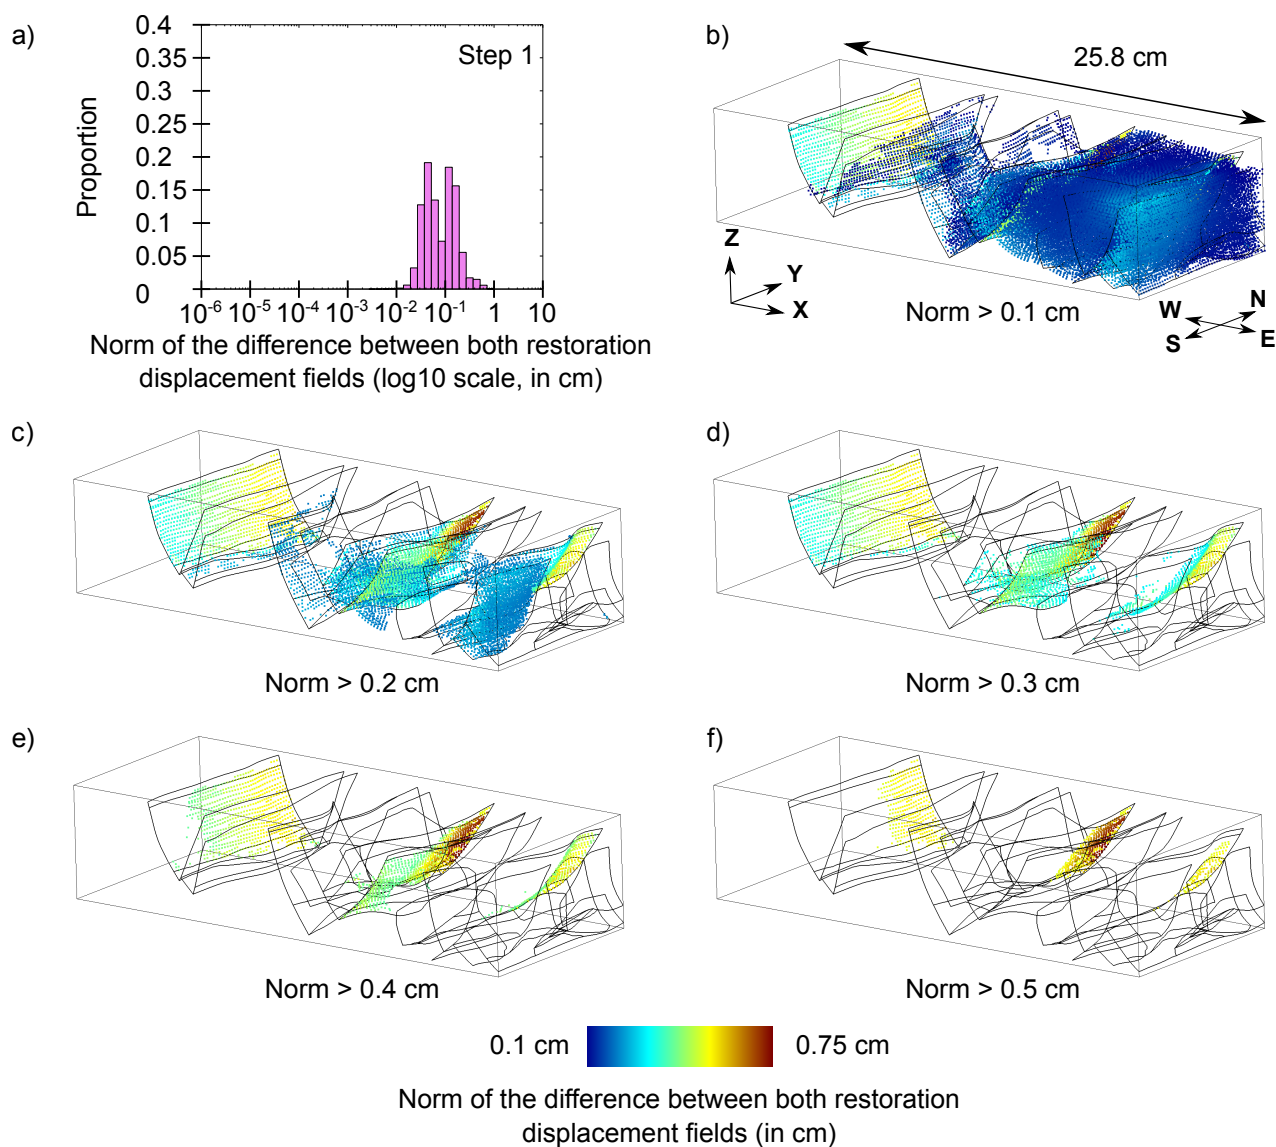 a)
Step 1
0.4
0.35
0.3
0.25
0.2
0.15
0.1
0.05
0
Proportion
10^-6 10^-5 10^-4 10^-3 10^-2 10^-1 1 10
Norm of the difference between both restoration
displacement fields (log10 scale, in cm)
b)
25.8 cm
Z
Y
X
Norm > 0.1 cm
W
N
S
E
c)
Norm > 0.2 cm
d)
Norm > 0.3 cm
e)
Norm > 0.4 cm
f)
Norm > 0.5 cm
0.1 cm
0.75 cm
Norm of the difference between both restoration
displacement fields (in cm)